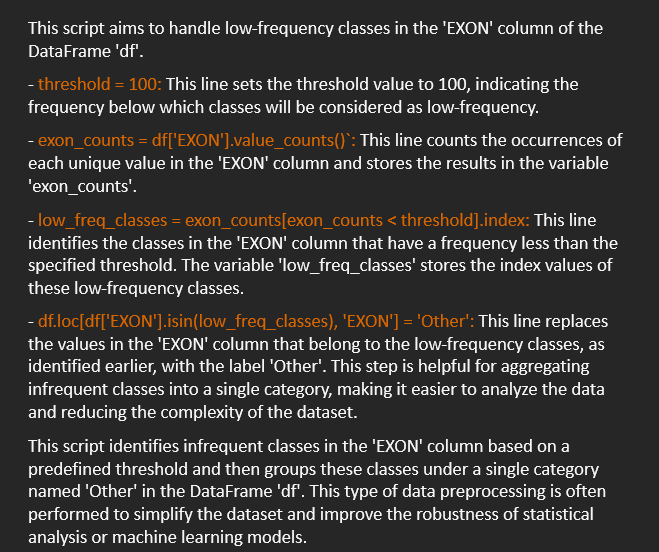 This script aims to handle low-frequency classes in the 'EXON' column of the
DataFrame 'df'.
- threshold = 100: This line sets the threshold value to 100, indicating the
frequency below which classes will be considered as low-frequency.
- exon_counts = df['EXON'].value_counts()`: This line counts the occurrences of
each unique value in the 'EXON' column and stores the results in the variable
'exon_counts'.
- low_freq_classes = exon_counts[exon_counts < threshold].index: This line
identifies the classes in the 'EXON' column that have a frequency less than the
specified threshold. The variable 'low_freq_classes' stores the index values of
these low-frequency classes.
- df.loc[df['EXON'].isin(low_freq_classes), 'EXON'] = 'Other': This line replaces
the values in the 'EXON' column that belong to the low-frequency classes, as
identified earlier, with the label 'Other'. This step is helpful for aggregating
infrequent classes into a single category, making it easier to analyze the data
and reducing the complexity of the dataset.
This script identifies infrequent classes in the 'EXON' column based on a
predefined threshold and then groups these classes under a single category
named 'Other' in the DataFrame 'df'. This type of data preprocessing is often
performed to simplify the dataset and improve the robustness of statistical
analysis or machine learning models.